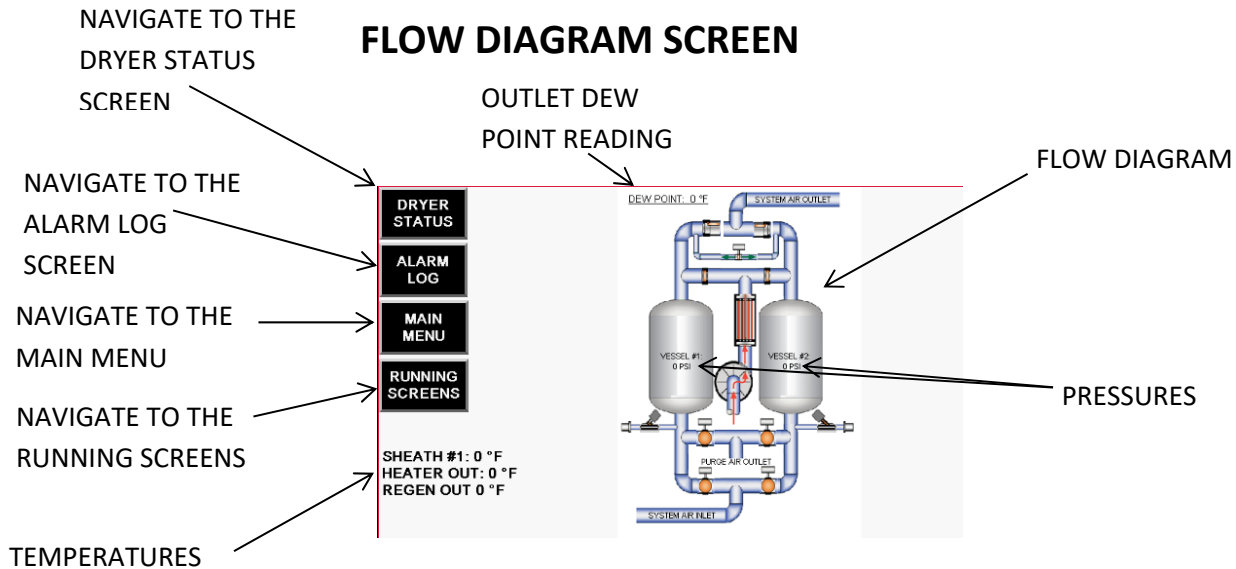 NAVIGATE TO THE
DRYER STATUS
SCREEN
FLOW DIAGRAM SCREEN
OUTLET DEW
POINT READING
FLOW DIAGRAM
NAVIGATE TO THE
ALARM LOG
SCREEN
NAVIGATE TO THE
MAIN MENU
NAVIGATE TO THE
RUNNING SCREENS
TEMPERATURES
PRESSURES
DRYER
STATUS
ALARM
LOG
MAIN
MENU
RUNNING
SCREENS
SHEATH #1: 0 °F
HEATER OUT: 0 °F
REGEN OUT 0 °F
DEW POINT: 0 °F
SYSTEM AIR OUTLET
VESSEL #1:
0 PSI
VESSEL #2:
0 PSI
PURGE AIR OUTLET
SYSTEM AIR INLET